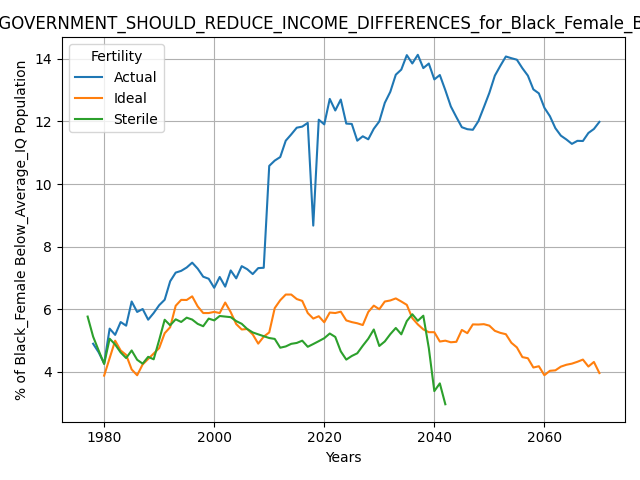 GOVERNMENT_SHOULD_REDUCE_INCOME_DIFFERENCES_for_Black_Female_B
Fertility
Actual
Ideal
Sterile
% of Black_Female Below_Average_IQ Population
14
12
10
8
6
4
1980 2000 2020 2040 2060
Years